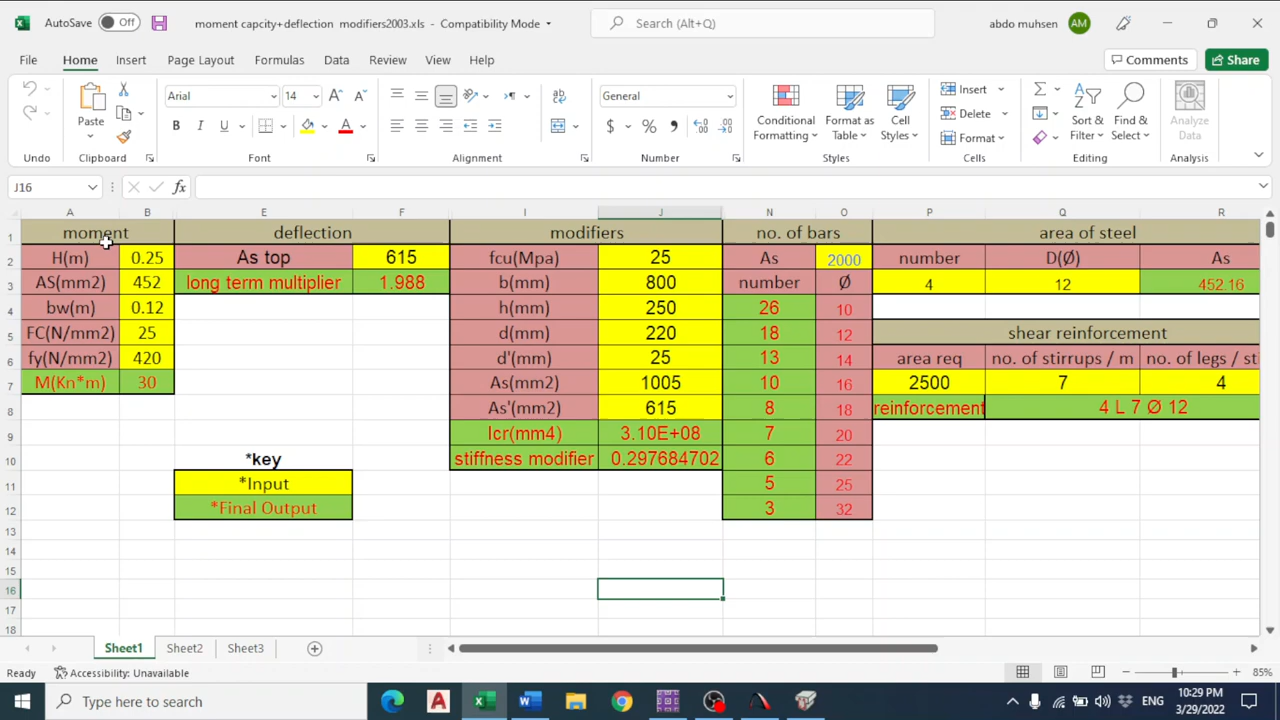 AutoSave Off moment capcity+deflection modifiers2003.xls - Compatibility Mode Search (Alt+Q) abdo muhsen AM
File Home Insert Page Layout Formulas Data Review View Help Comments Share
Arial 14 General Insert
Paste Conditional Formatting Format as Table Cell Styles Delete Sort & Filter Find & Select Analyze Data
Format
Undo Clipboard Font Alignment Number Styles Cells Editing Analysis
J16 fx
A B E F I J N O P Q R
1 moment deflection modifiers no. of bars area of steel
2 H(m) 0.25 As top 615 fcu(Mpa) 25 As 2000 number D(Ø) As
3 AS(mm2) 452 long term multiplier 1.988 b(mm) 800 number Ø 4 12 452.16
4 bw(m) 0.12 h(mm) 250 26 10
5 FC(N/mm2) 25 d(mm) 220 18 12 shear reinforcement
6 fy(N/mm2) 420 d'(mm) 25 13 14 area req no. of stirrups / m no. of legs / sti
7 M(Kn*m) 30 As(mm2) 1005 10 16 2500 7 4
8 As'(mm2) 615 8 18 reinforcement 4 L 7 Ø 12
9 Icr(mm4) 3.10E+08 7 20
10 *key stiffness modifier 0.297684702 6 22
11 *Input 5 25
12 *Final Output 3 32
13
14
15
16
17
18
Sheet1 Sheet2 Sheet3
Ready Accessibility: Unavailable 85%
Type here to search ENG 10:29 PM
3/29/2022